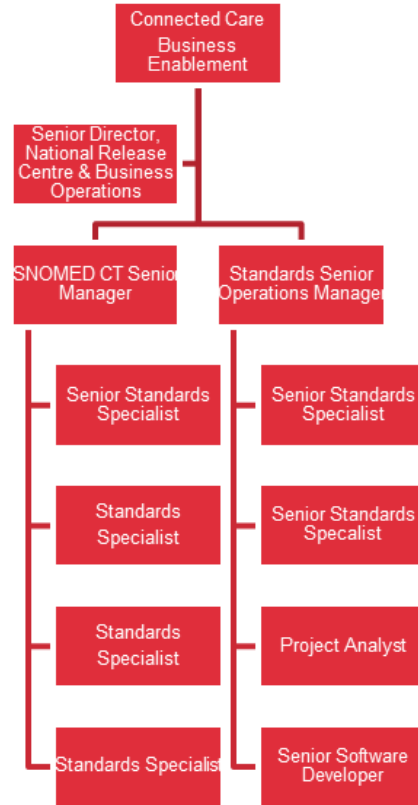 Connected Care
Business
Enablement
Senior Director,
National Release
Centre & Business
Operations
SNOMED CT Senior
Manager
Standards Senior
Operations Manager
Senior Standards
Specialist
Standards
Specialist
Standards
Specialist
Standards Specialist
Senior Standards
Specialist
Senior Standards
Specalist
Project Analyst
Senior Software
Developer